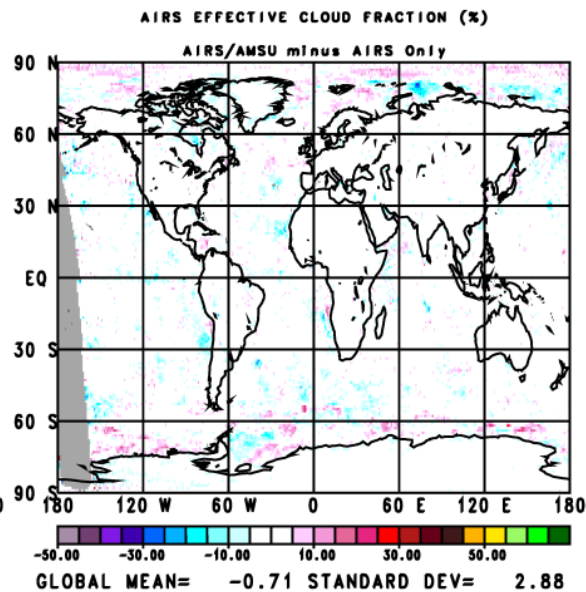 AIRS EFFECTIVE CLOUD FRACTION (%)
AIRS/AMSU minus AIRS Only
90 N
60 N
30 N
EQ
30 S
60 S
90 S
0 180 120 W 60 W 0 60 E 120 E 180
-50.00 -30.00 -10.00 10.00 30.00 50.00
GLOBAL MEAN= -0.71 STANDARD DEV= 2.88